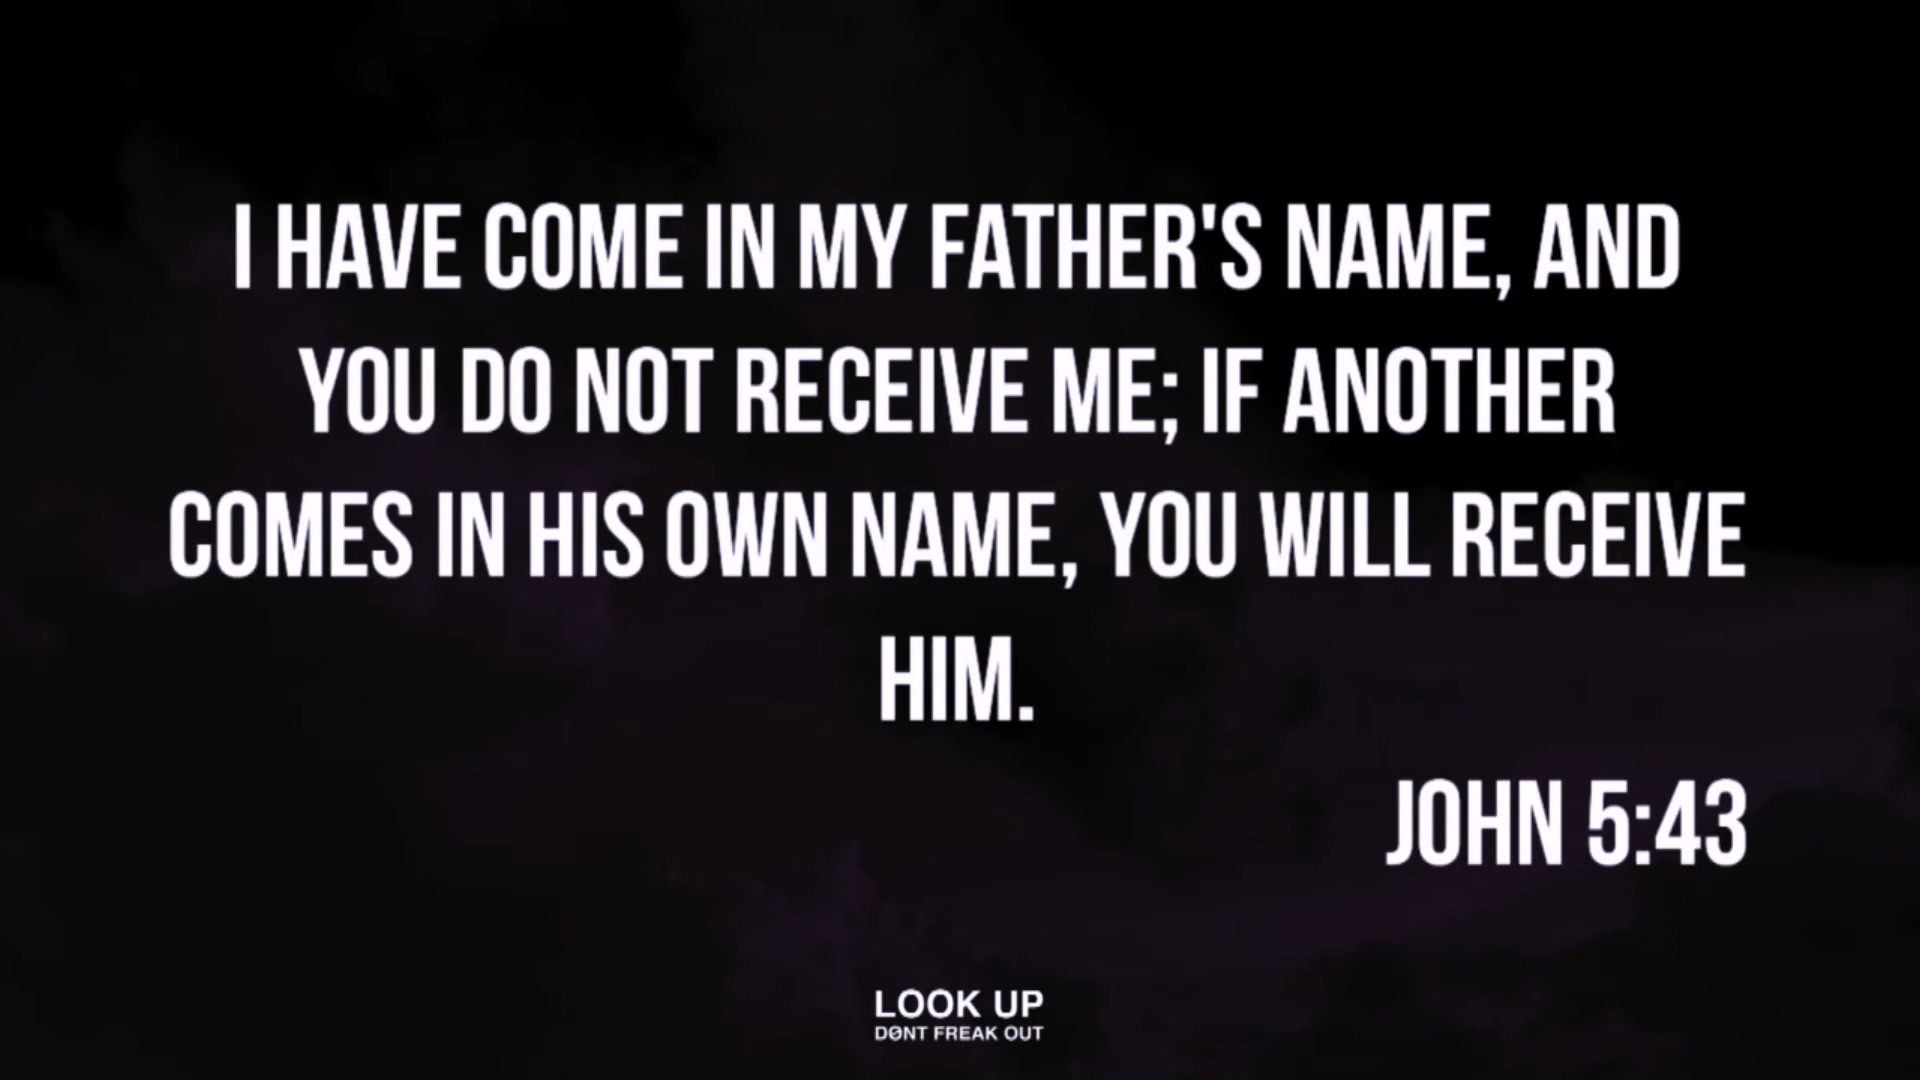 I HAVE COME IN MY FATHER'S NAME, AND
YOU DO NOT RECEIVE ME; IF ANOTHER
COMES IN HIS OWN NAME, YOU WILL RECEIVE
HIM.
JOHN 5:43
LOOK UP
DØNT FREAK OUT